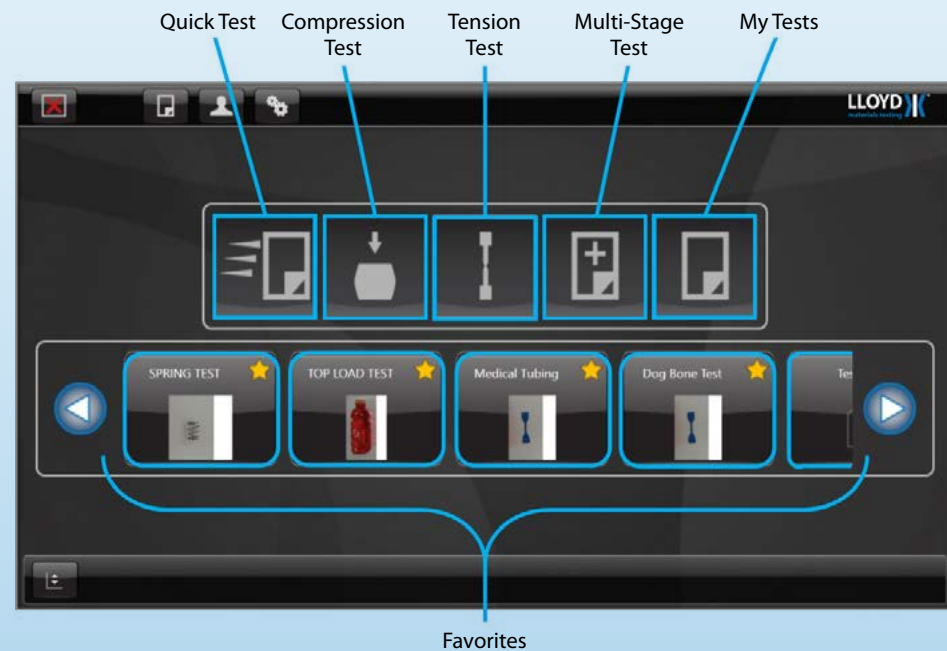 Quick Test
Compression
Test
Tension
Test
Multi-Stage
Test
My Tests
LLOYD
materials testing
SPRING TEST
TOP LOAD TEST
Medical Tubing
Dog Bone Test
Favorites